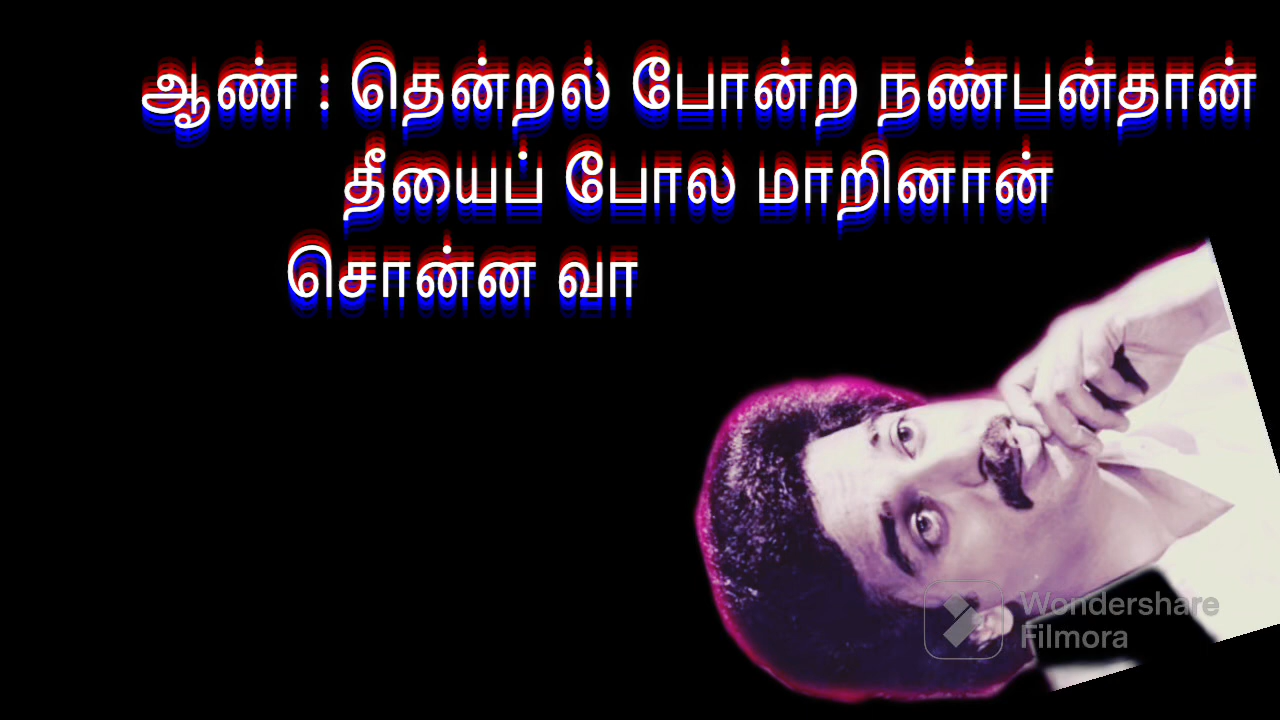 ஆண் : தென்றல் போன்ற நண்பன்தான்
தீயைப் போல மாறினான்
சொன்ன வா
Wondershare
Filmora